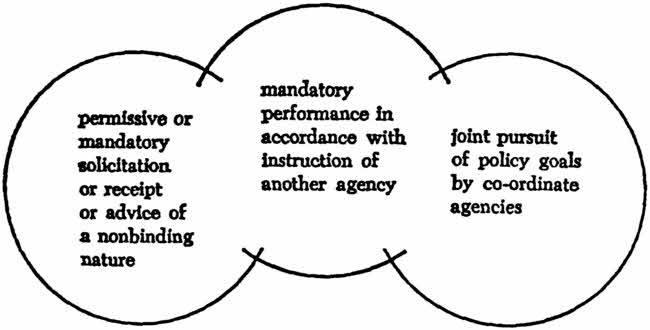 permissive or
mandatory
solicitation
or receipt
or advice of
a nonbinding
nature
mandatory
performance in
accordance with
instruction of
another agency
joint pursuit
of policy goals
by co-ordinate
agencies